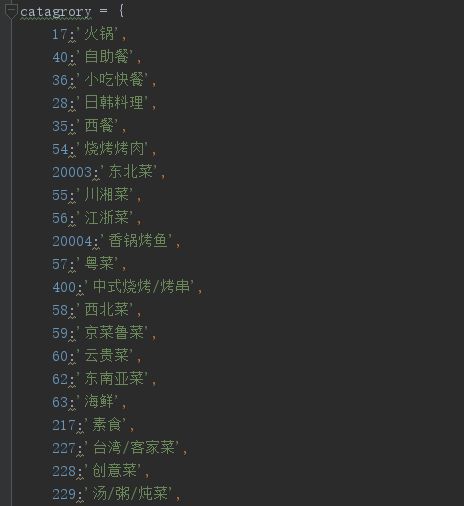 catagrory = {
17:'火锅',
40:'自助餐',
36:'小吃快餐',
28:'日韩料理',
35:'西餐',
54:'烧烤烤肉',
20003:'东北菜',
55:'川湘菜',
56:'江浙菜',
20004:'香锅烤鱼',
57:'粤菜',
400:'中式烧烤/烤串',
58:'西北菜',
59:'京菜鲁菜',
60:'云贵菜',
62:'东南亚菜',
63:'海鲜',
217:'素食',
227:'台湾/客家菜',
228:'创意菜',
229:'汤/粥/炖菜',